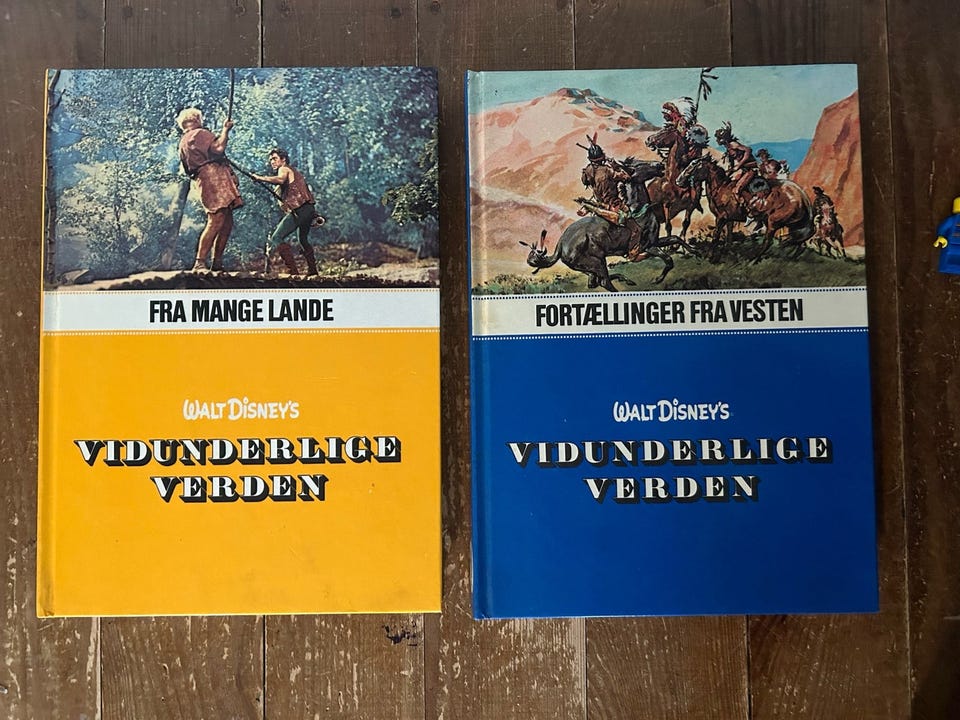 FRA MANGE LANDE
WALT DISNEY'S
VIDUNDERLIGE
VERDEN
FORTÆLLINGER FRA VESTEN
WALT DISNEY'S
VIDUNDERLIGE
VERDEN